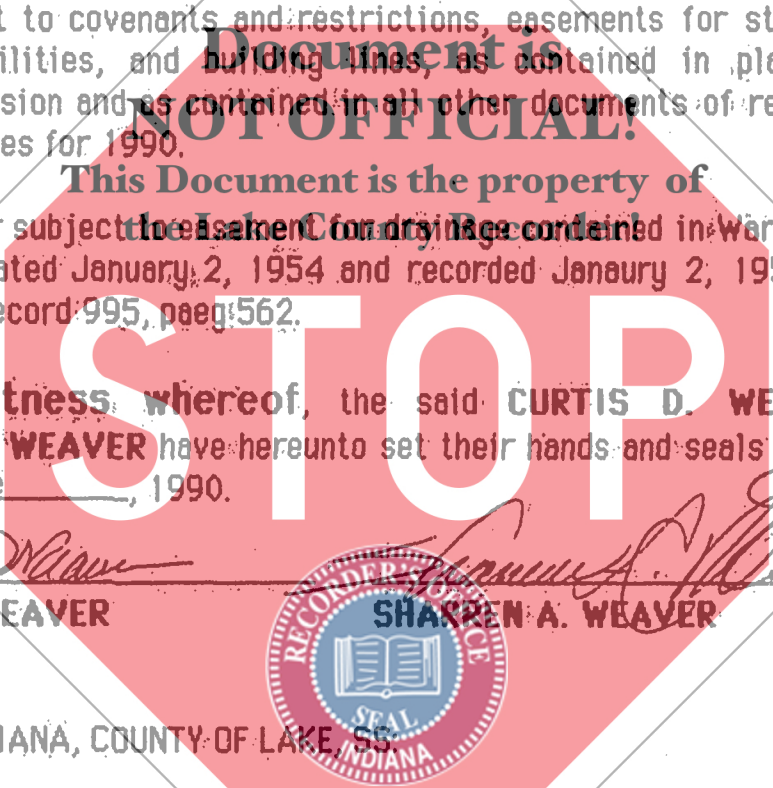 t to covenants and restrictions, easements for st
ilities, and building lines, as contained in pla
sion and as contained in all other documents of re
es for 1990.
Document is
NOT OFFICIAL!
This Document is the property of
the Lake County Recorder!
subject to easement for drainage contained in War
ated January 2, 1954 and recorded Janaury 2, 19
ecord 995, paeg 562.
STOP
tness whereof, the said CURTIS D. WE
WEAVER have hereunto set their hands and seals
, 1990.
EAVER
SHARREN A. WEAVER
RECORDER'S OFFICE
SEAL
INDIANA
IANA, COUNTY OF LAKE, SS: